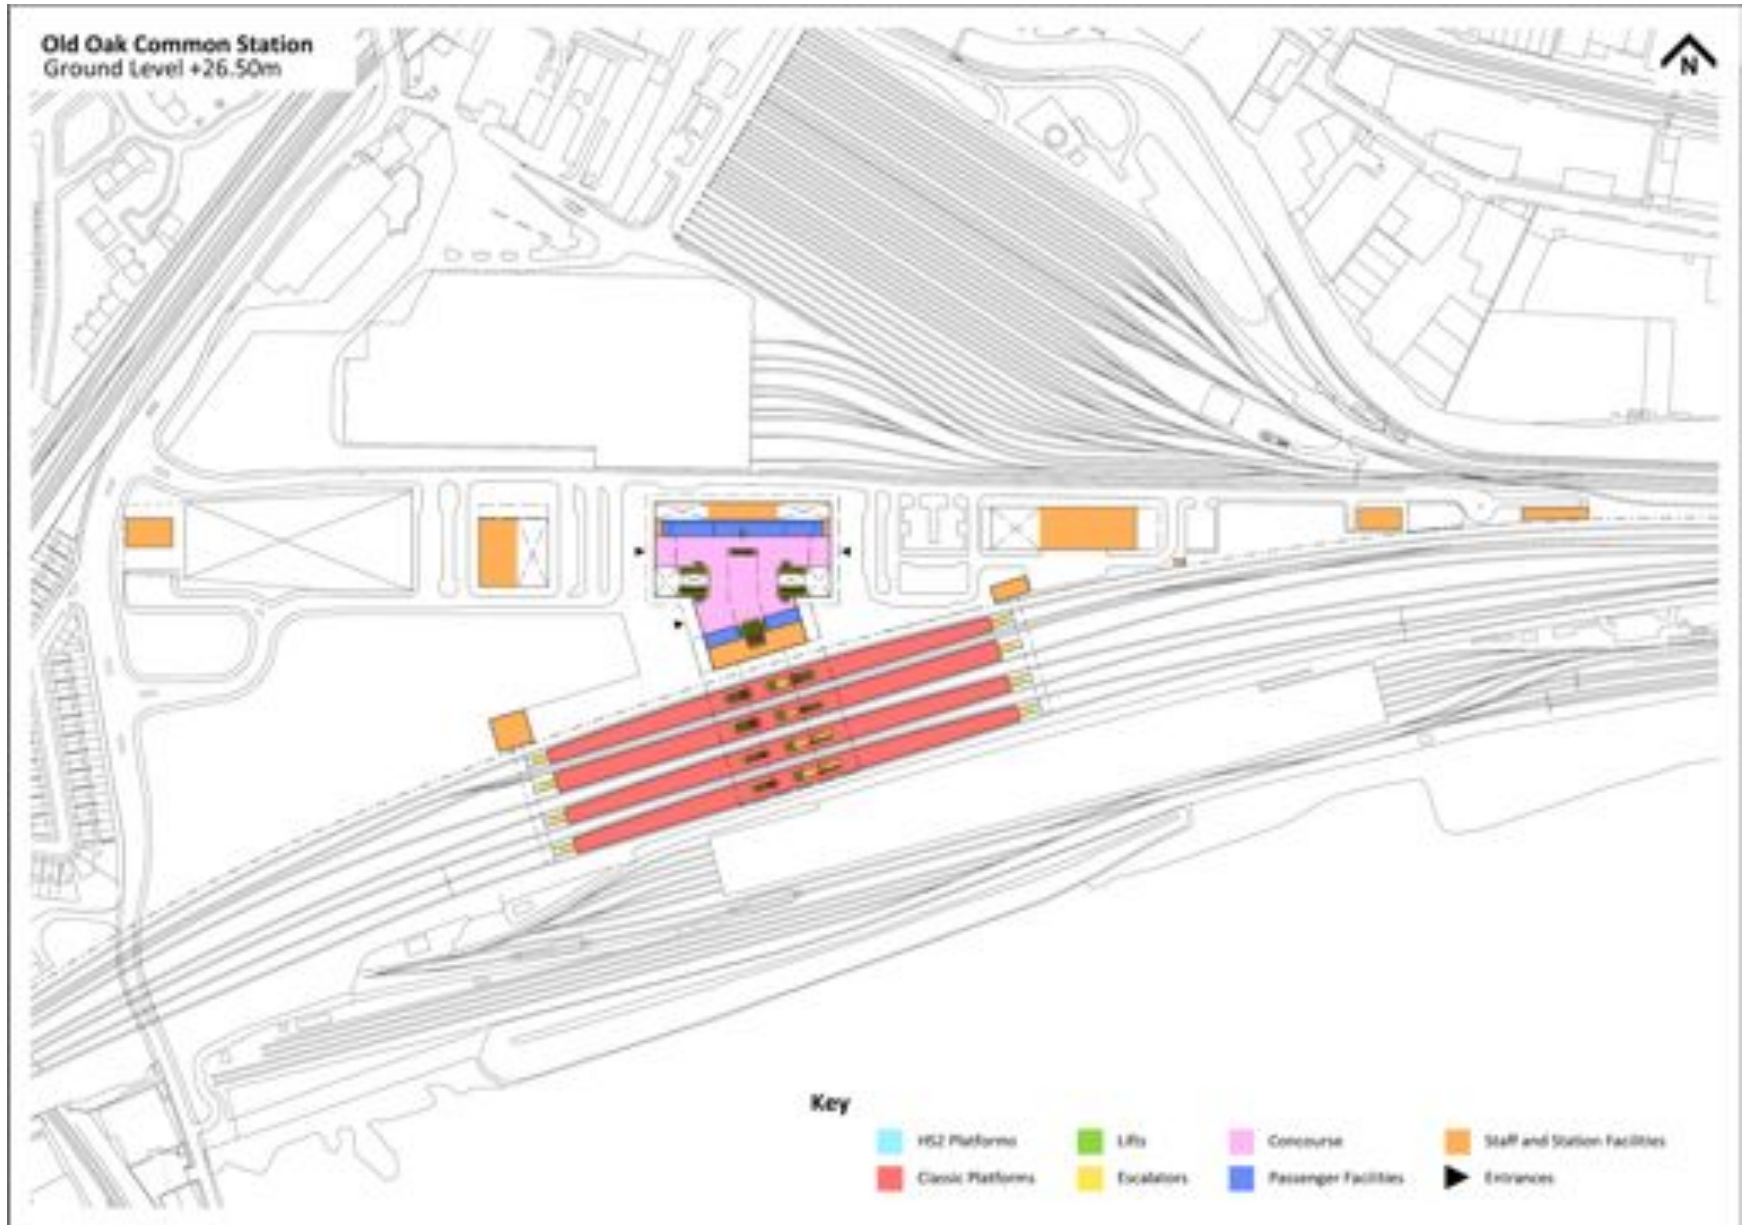 Old Oak Common Station
Ground Level +26.50m
N
Key
HS2 Platforms
Lifts
Concourse
Staff and Station Facilities
Classic Platforms
Escalators
Passenger Facilities
Entrances